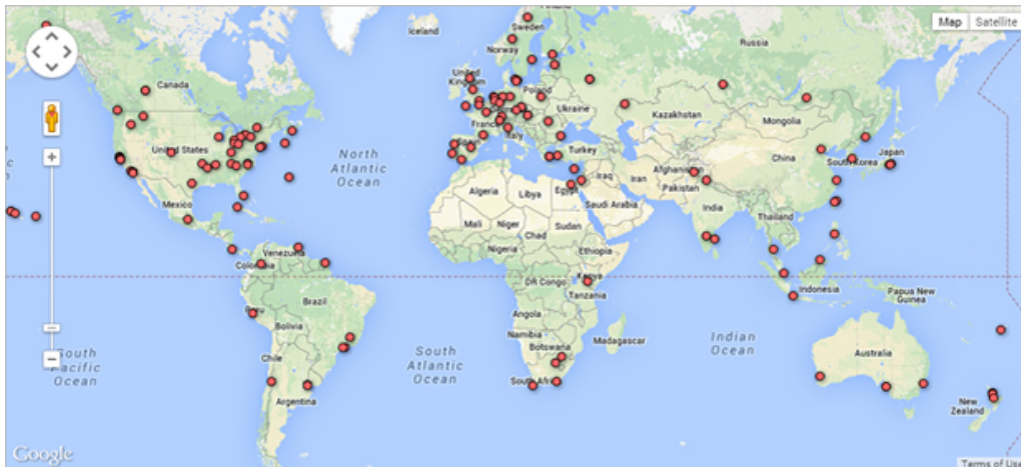 Iceland
Sweden
Norway
Russia
Map
Satellite
Canada
United
Kingdom
Poland
Ukraine
Kazakhstan
Mongolia
France
Italy
Spain
Turkey
United States
North
Atlantic
Ocean
China
South Korea
Japan
Afghanistan
Iraq
Iran
Pakistan
Algeria
Libya
Egypt
Saudi Arabia
Mexico
India
Thailand
Mali
Niger
Chad
Sudan
Nigeria
Ethiopia
Venezuela
Colombia
DR Congo
Kenya
Tanzania
Indonesia
Papua New
Guinea
Brazil
Peru
Bolivia
Angola
Namibia
Botswana
Madagascar
Indian
Ocean
South
Pacific
Ocean
Chile
South
Atlantic
Ocean
Australia
South Afri
Argentina
New
Zealand
Google
Terms of Use